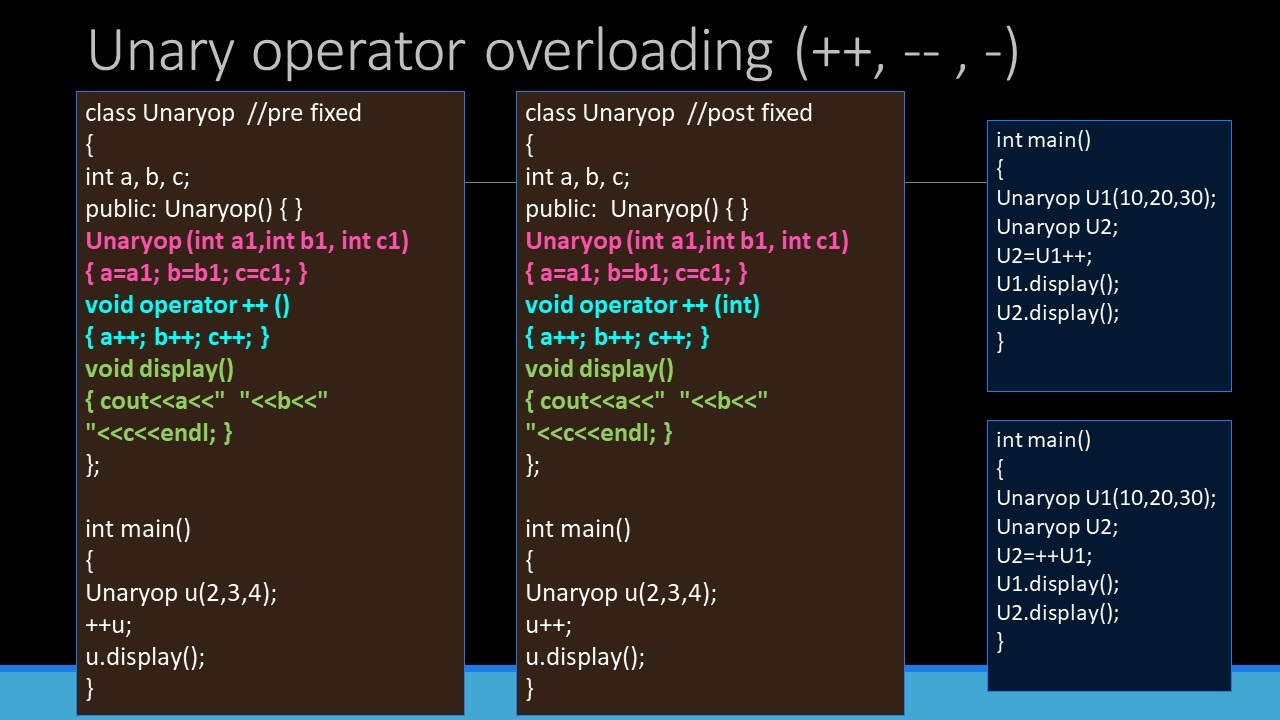 Unary operator overloading (++, -- , -)
class Unaryop  //pre fixed
{
int a, b, c;
public: Unaryop() { }
Unaryop (int a1,int b1, int c1)
{ a=a1; b=b1; c=c1; }
void operator ++ ()
{ a++; b++; c++; }
void display()
{ cout<<a<<"  "<<b<<"
"<<c<<endl; }
};
int main()
{
Unaryop u(2,3,4);
++u;
u.display();
}
class Unaryop  //post fixed
{
int a, b, c;
public:  Unaryop() { }
Unaryop (int a1,int b1, int c1)
{ a=a1; b=b1; c=c1; }
void operator ++ (int)
{ a++; b++; c++; }
void display()
{ cout<<a<<"  "<<b<<"
"<<c<<endl; }
};
int main()
{
Unaryop u(2,3,4);
u++;
u.display();
}
int main()
{
Unaryop U1(10,20,30);
Unaryop U2;
U2=U1++;
U1.display();
U2.display();
}
int main()
{
Unaryop U1(10,20,30);
Unaryop U2;
U2=++U1;
U1.display();
U2.display();
}